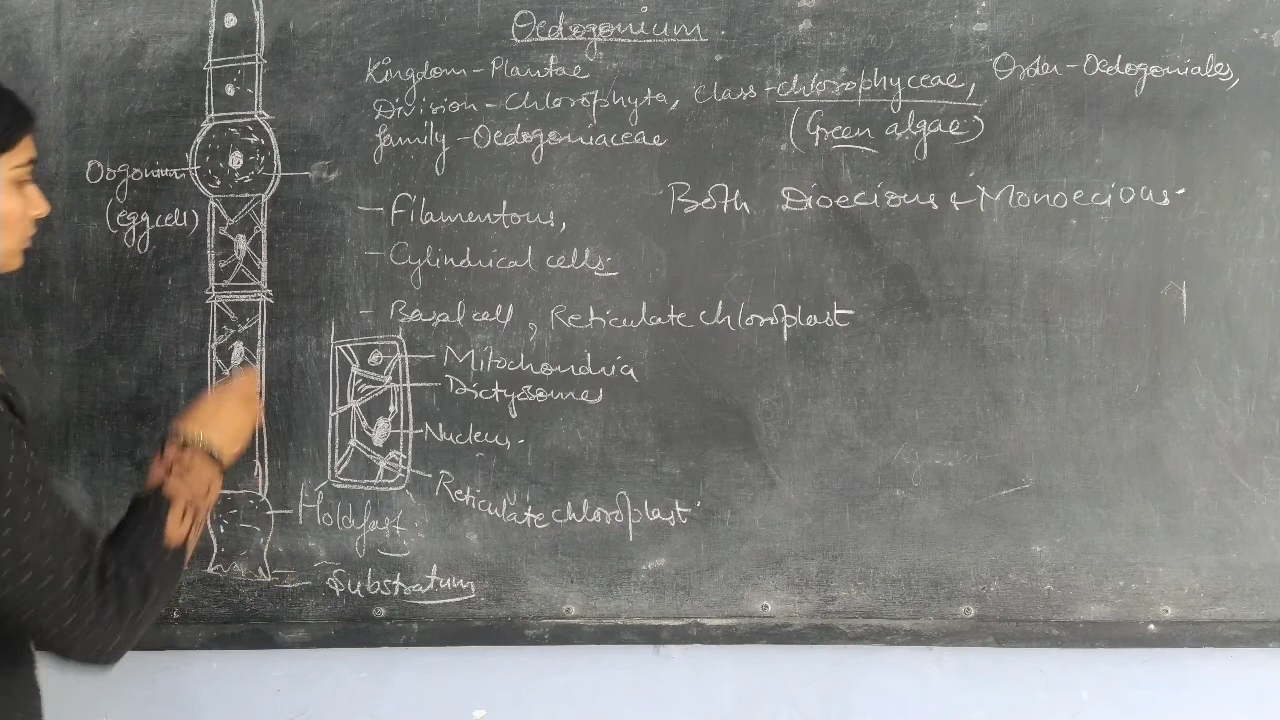 Oedogonium.
Kingdom - Plantae
Division - Chlorophyta, Class - chlorophyceae, Order - Oedogoniales,
family - Oedogoniaceae
(Green algae)
Oogonium
(egg cell)
- Filamentous,
Both Dioecious & Monoecious.
- Cylindrical cells.
- Basal cell, Reticulate chloroplast
Mitochondria
Dictyosomes
Nucleus.
Reticulate chloroplast.
Holdfast.
Substratum